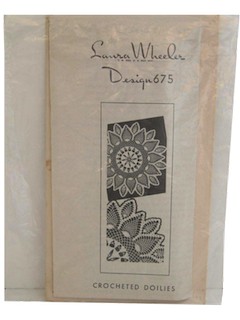 Laura Wheeler
Design 675
CROCHETED DOILIES